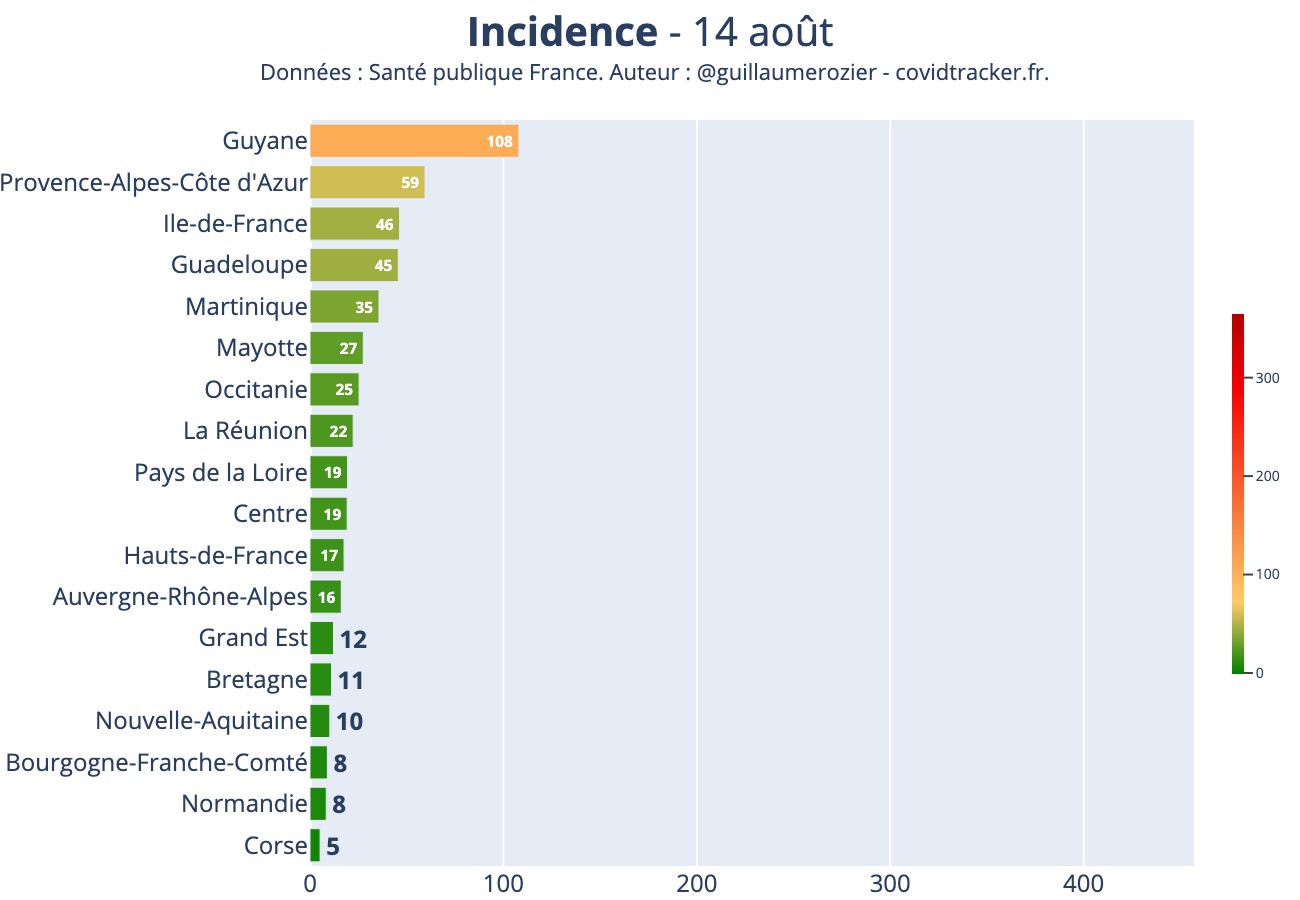 Incidence - 14 août
Données : Santé publique France. Auteur : @guillaumerozier - covidtracker.fr.
Guyane 108
Provence-Alpes-Côte d'Azur 59
Ile-de-France 46
Guadeloupe 45
Martinique 35
Mayotte 27
Occitanie 25
La Réunion 22
Pays de la Loire 19
Centre 19
Hauts-de-France 17
Auvergne-Rhône-Alpes 16
Grand Est 12
Bretagne 11
Nouvelle-Aquitaine 10
Bourgogne-Franche-Comté 8
Normandie 8
Corse 5
0 100 200 300 400
300
200
100
0